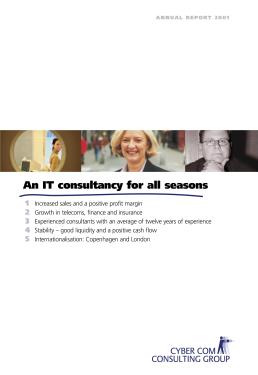 ANNUAL REPORT 2001
An IT consultancy for all seasons
1 Increased sales and a positive profit margin
2 Growth in telecoms, finance and insurance
3 Experienced consultants with an average of twelve years of experience
4 Stability – good liquidity and a positive cash flow
5 Internationalisation: Copenhagen and London
CYBER COM
CONSULTING GROUP